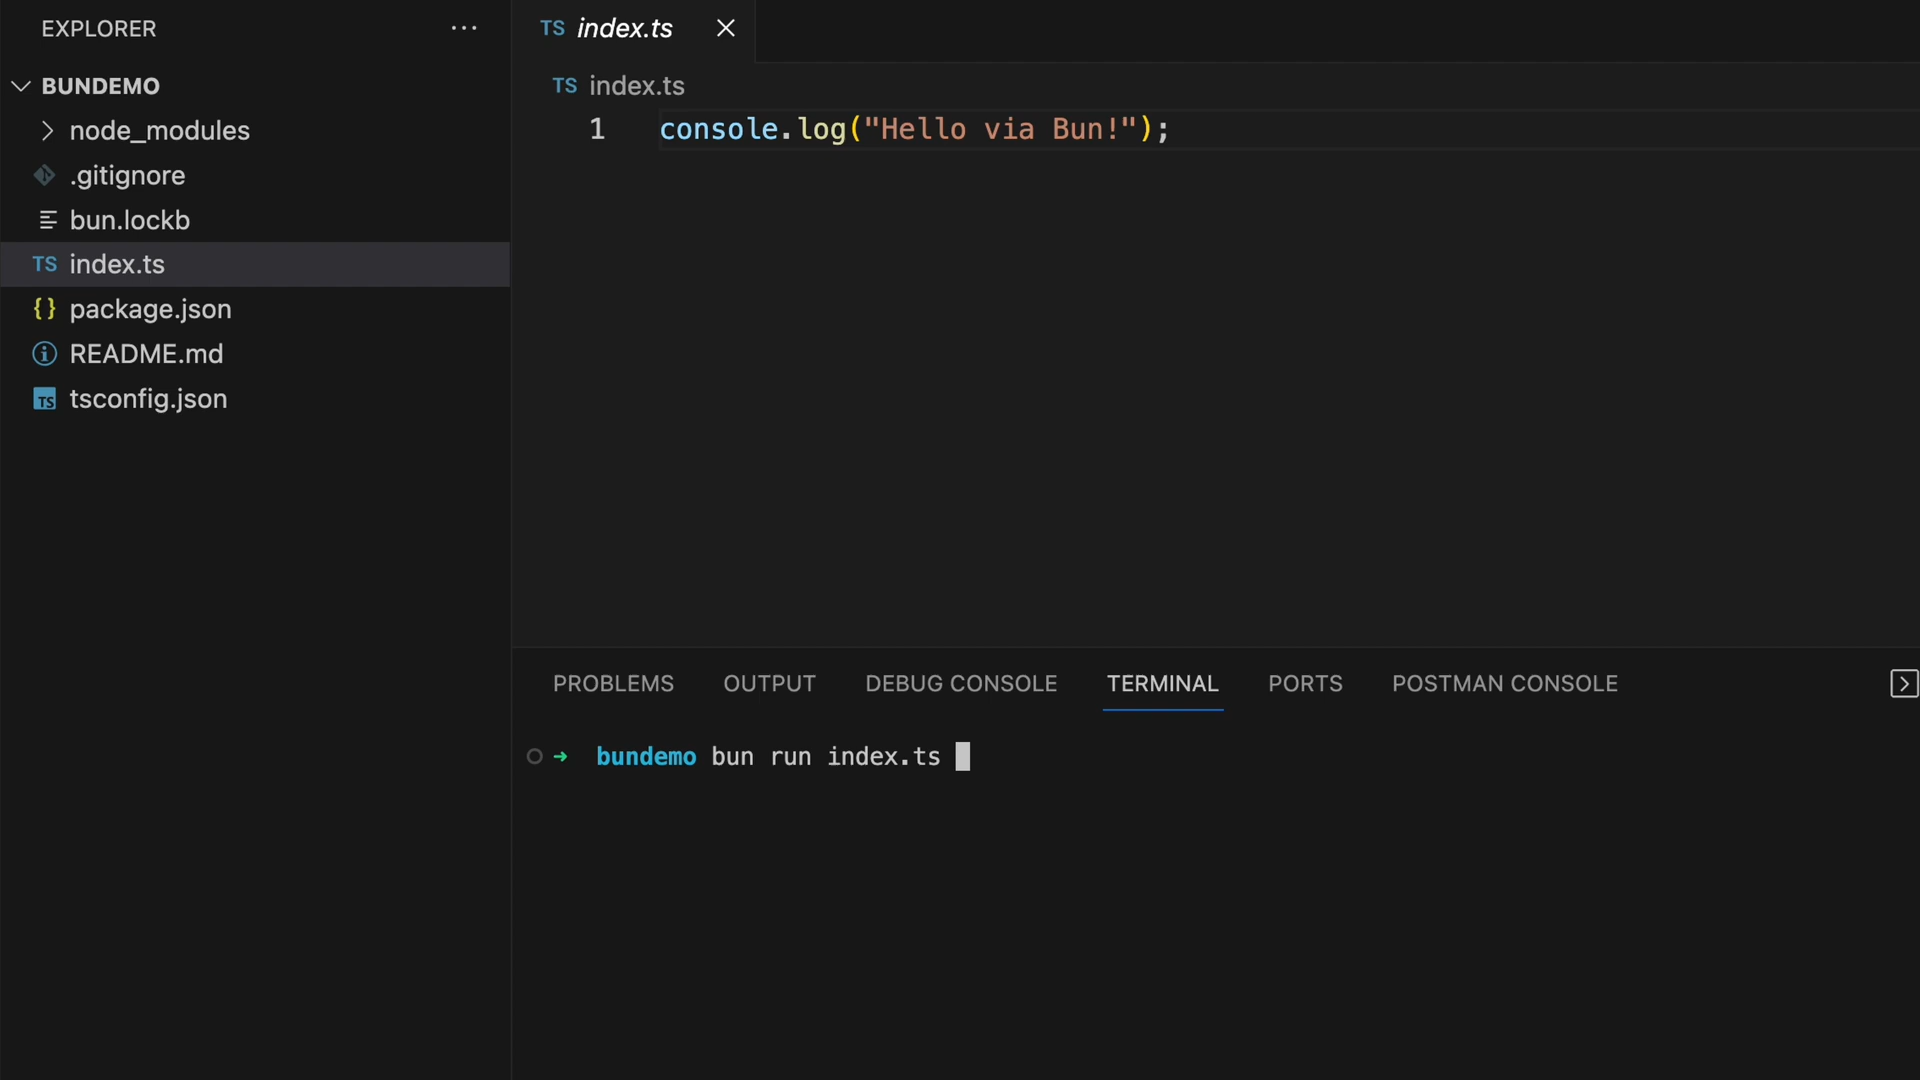 EXPLORER
BUNDEMO
node_modules
.gitignore
bun.lockb
TS index.ts
{} package.json
README.md
TS tsconfig.json
TS index.ts
TS index.ts
1 console.log("Hello via Bun!");
PROBLEMS OUTPUT DEBUG CONSOLE TERMINAL PORTS POSTMAN CONSOLE
bundemo bun run index.ts